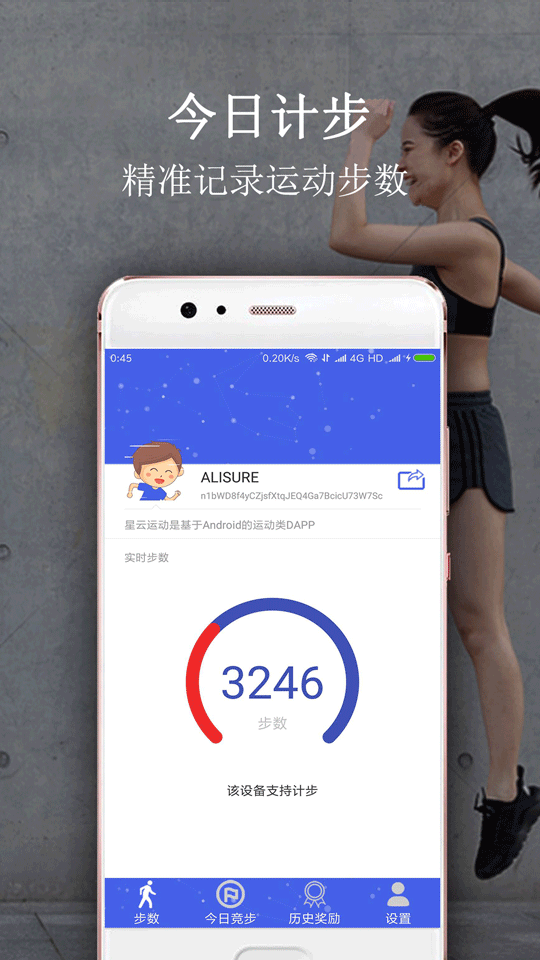 今日计步
精准记录运动步数
0:45 0.20K/s 4G HD
ALISURE
n1bWD8f4yCZjsfXtqJEQ4Ga7BcicU73W7Sc
星云运动是基于Android的运动类DAPP
实时步数
3246
步数
该设备支持计步
步数 今日竞步 历史奖励 设置